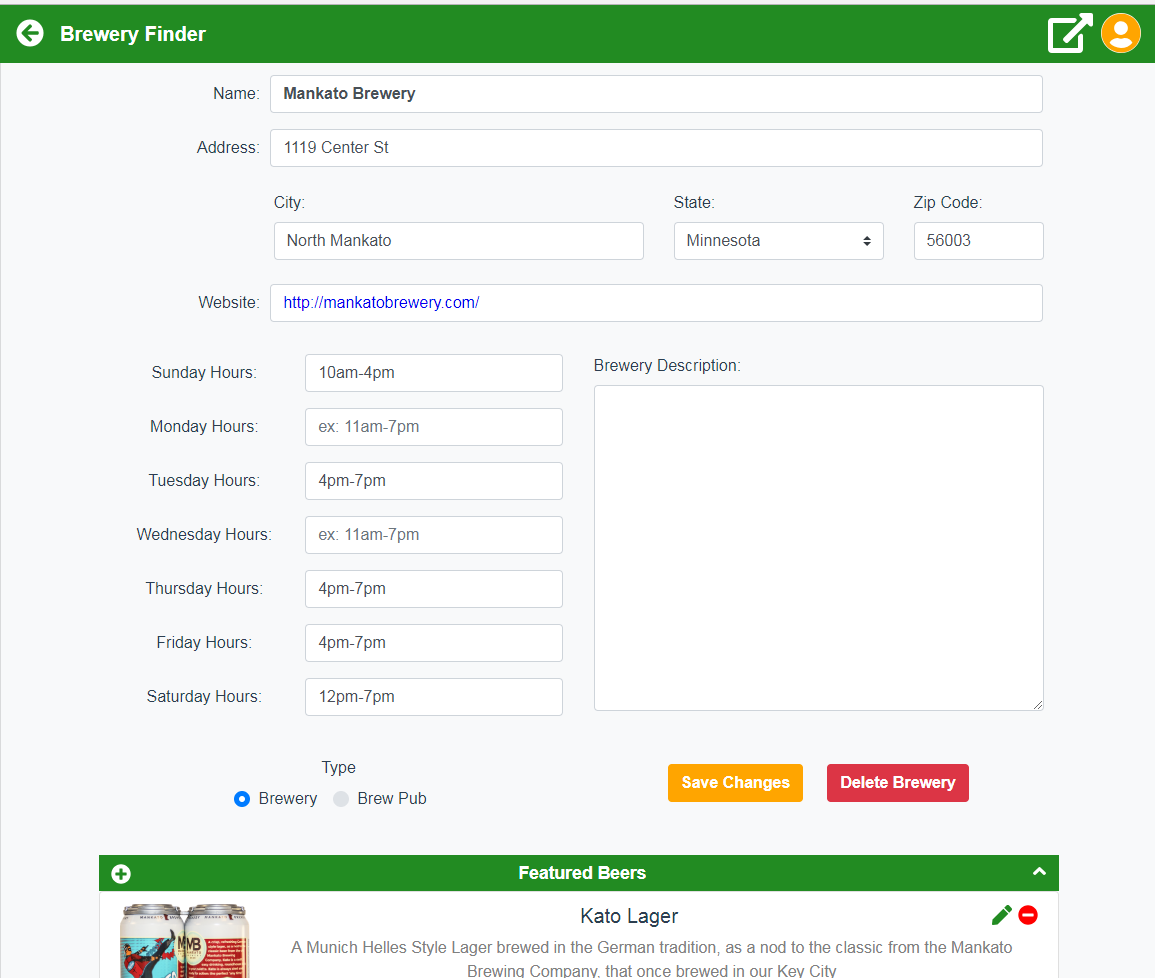 Brewery Finder
Name: Mankato Brewery
Address: 1119 Center St
City: State: Zip Code:
North Mankato Minnesota 56003
Website: http://mankatobrewery.com/
Brewery Description:
Sunday Hours: 10am-4pm
Monday Hours: ex: 11am-7pm
Tuesday Hours: 4pm-7pm
Wednesday Hours: ex: 11am-7pm
Thursday Hours: 4pm-7pm
Friday Hours: 4pm-7pm
Saturday Hours: 12pm-7pm
Type
Brewery Brew Pub
Save Changes Delete Brewery
Featured Beers
Kato Lager
A Munich Helles Style Lager brewed in the German tradition, as a nod to the classic from the Mankato
Brewing Company, that once brewed in our Key City